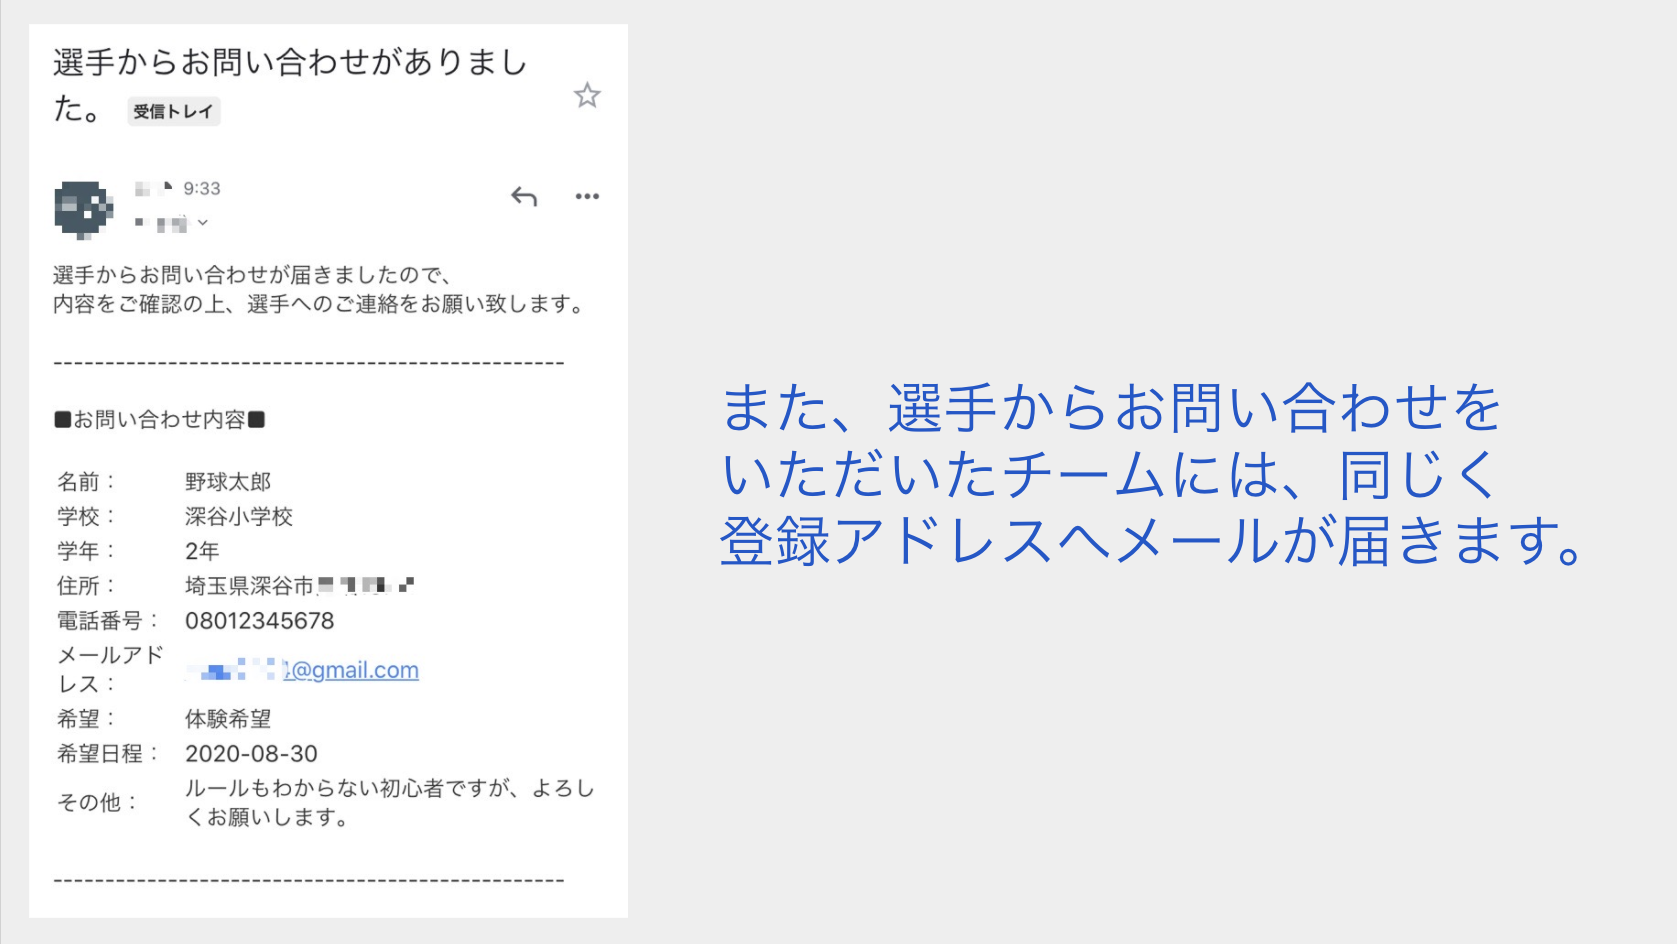 選手からお問い合わせがありまし
た。 受信トレイ
9:33
選手からお問い合わせが届きましたので、
内容をご確認の上、選手へのご連絡をお願い致します。
-------------------------------------------------
■お問い合わせ内容■
名前： 野球太郎
学校： 深谷小学校
学年： 2年
住所： 埼玉県深谷市
電話番号： 08012345678
メールアド
レス： @gmail.com
希望： 体験希望
希望日程： 2020-08-30
その他： ルールもわからない初心者ですが、よろし
くお願いします。
-------------------------------------------------
また、選手からお問い合わせを
いただいたチームには、同じく
登録アドレスへメールが届きます。